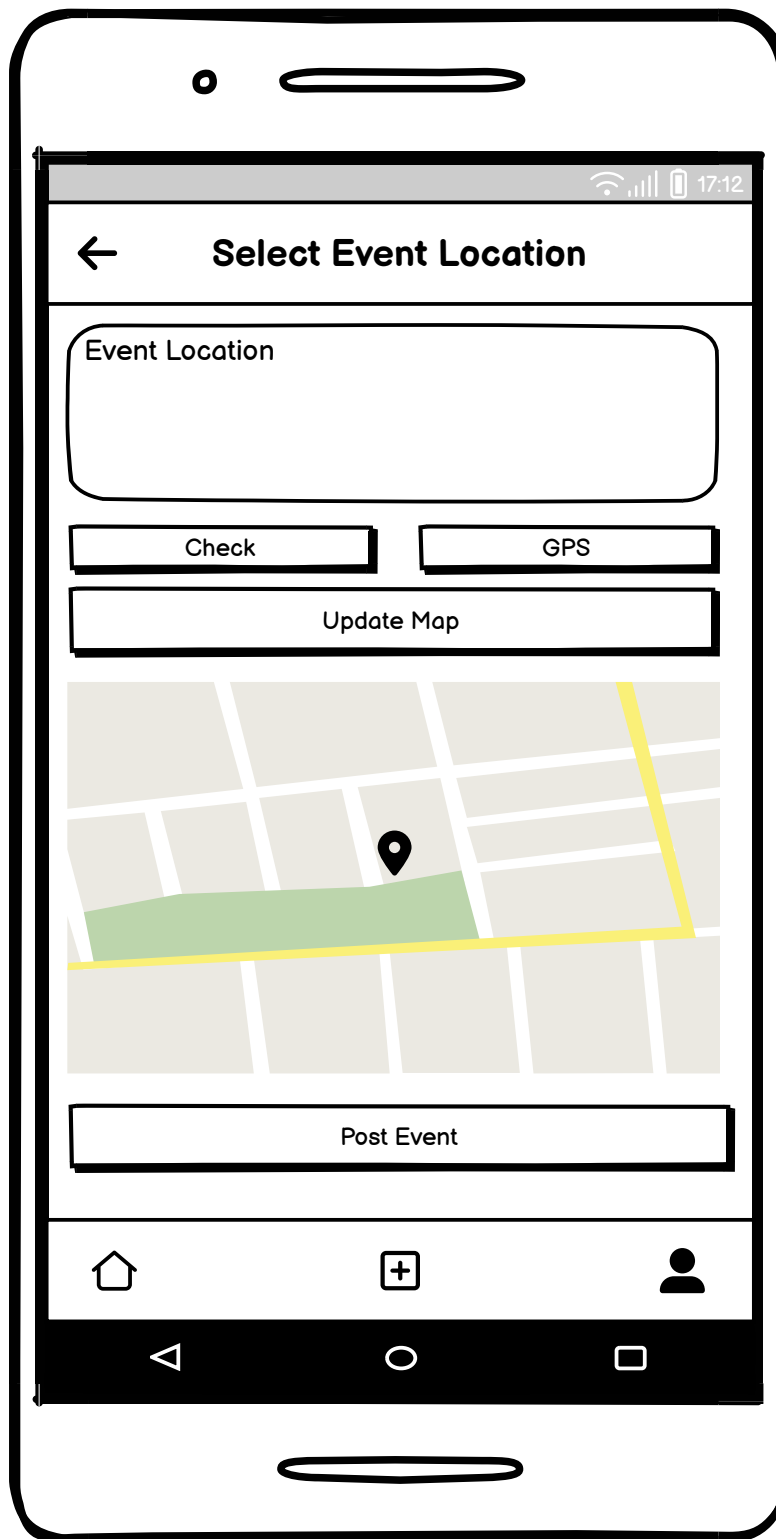 17:12
Select Event Location
Event Location
Check GPS
Update Map
Post Event